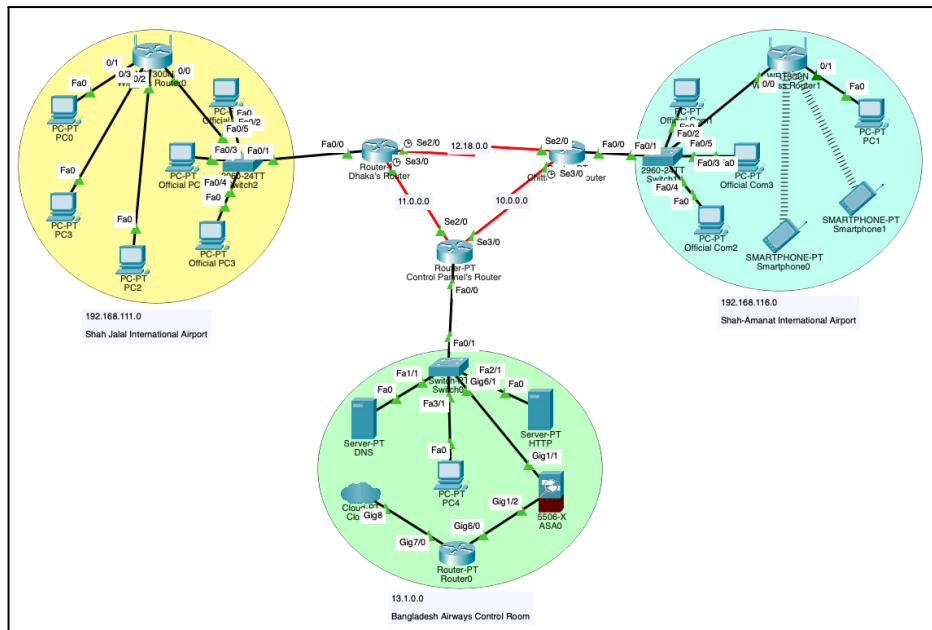 0/1
0/3
0/2
0/0
Fa0
PC-PT
PC0
PC-PT
Official
Fa0/2
Fa0/5
Fa0/3
Fa0/1
PC-PT
Official PC
2960-24TT
Switch2
Fa0/4
Fa0
PC-PT
Official PC3
Fa0
PC-PT
PC3
Fa0
PC-PT
PC2
192.168.111.0
Shah Jalal International Airport
Fa0/0
Se2/0
Se3/0
Dhaka's Router
12.18.0.0
Se2/0
Se3/0
Fa0/0
11.0.0.0
10.0.0.0
Se2/0
Se3/0
Router-PT
Control Pannel's Router
Fa0/0
0/0
0/1
Fa0
PC-PT
PC1
PC-PT
Fa0/2
Fa0/5
Fa0/1
Fa0/3
Fa0
PC-PT
Official Com3
2960-24TT
Fa0/4
Fa0
PC-PT
Official Com2
SMARTPHONE-PT
Smartphone1
SMARTPHONE-PT
Smartphone0
192.168.116.0
Shah-Amanat International Airport
Fa0/1
Fa1/1
Fa2/1
Gig6/1
Switch0
Fa0
Fa0
Fa3/1
Server-PT
DNS
Server-PT
HTTP
Fa0
PC-PT
PC4
Gig1/1
Gig1/2
5506-X
ASA0
Gig8
Gig6/0
Gig7/0
Router-PT
Router0
13.1.0.0
Bangladesh Airways Control Room